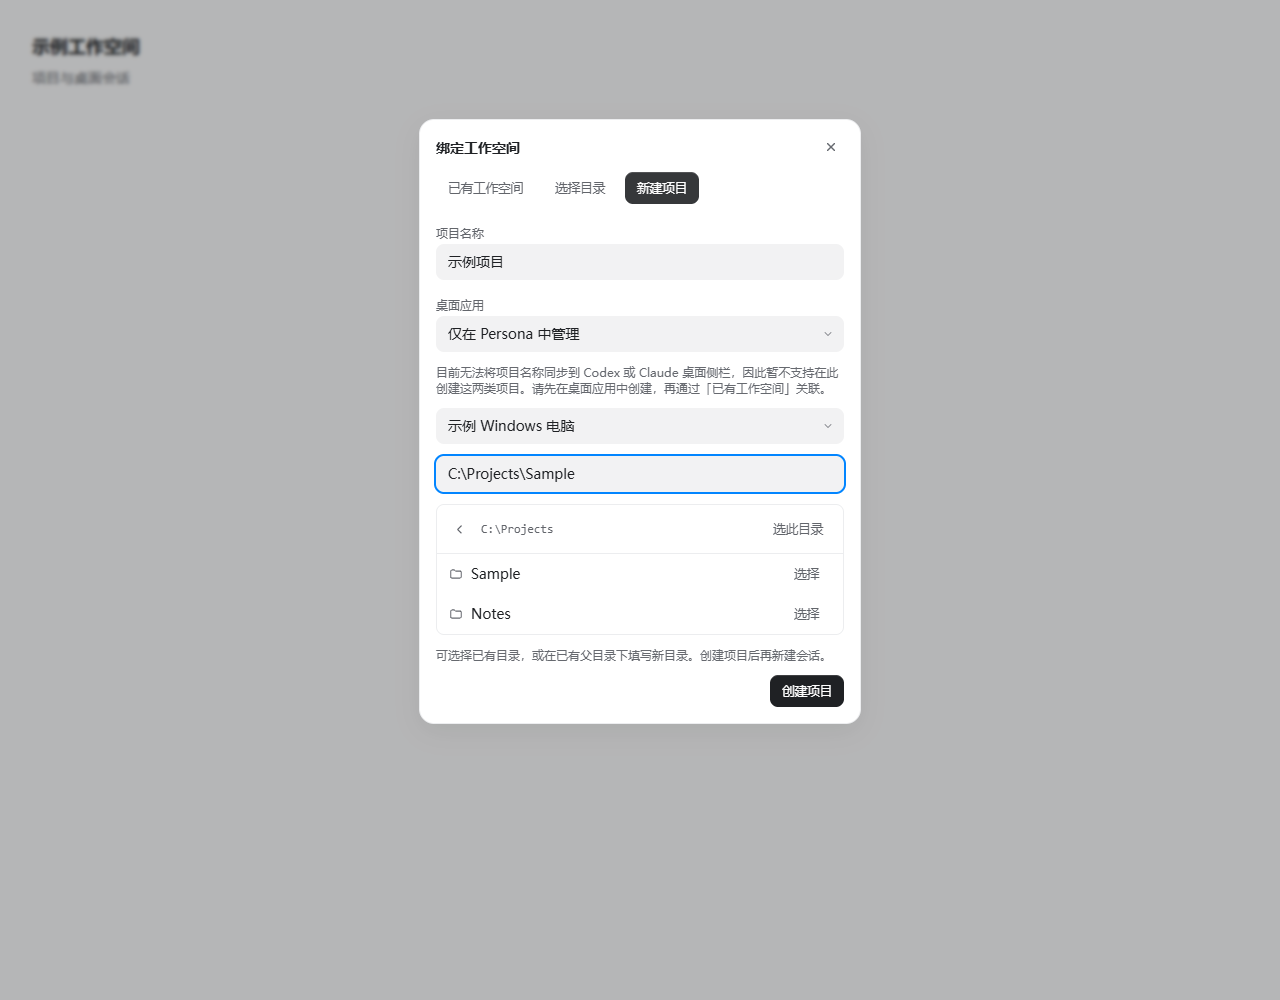 示例工作空间
项目与桌面会话
绑定工作空间
已有工作空间 选择目录 新建项目
项目名称
示例项目
桌面应用
仅在 Persona 中管理
目前无法将项目名称同步到 Codex 或 Claude 桌面侧栏，因此暂不支持在此
创建这两类项目。请先在桌面应用中创建，再通过「已有工作空间」关联。
示例 Windows 电脑
C:\Projects\Sample
C:\Projects 选此目录
Sample 选择
Notes 选择
可选择已有目录，或在已有父目录下填写新目录。创建项目后再新建会话。
创建项目